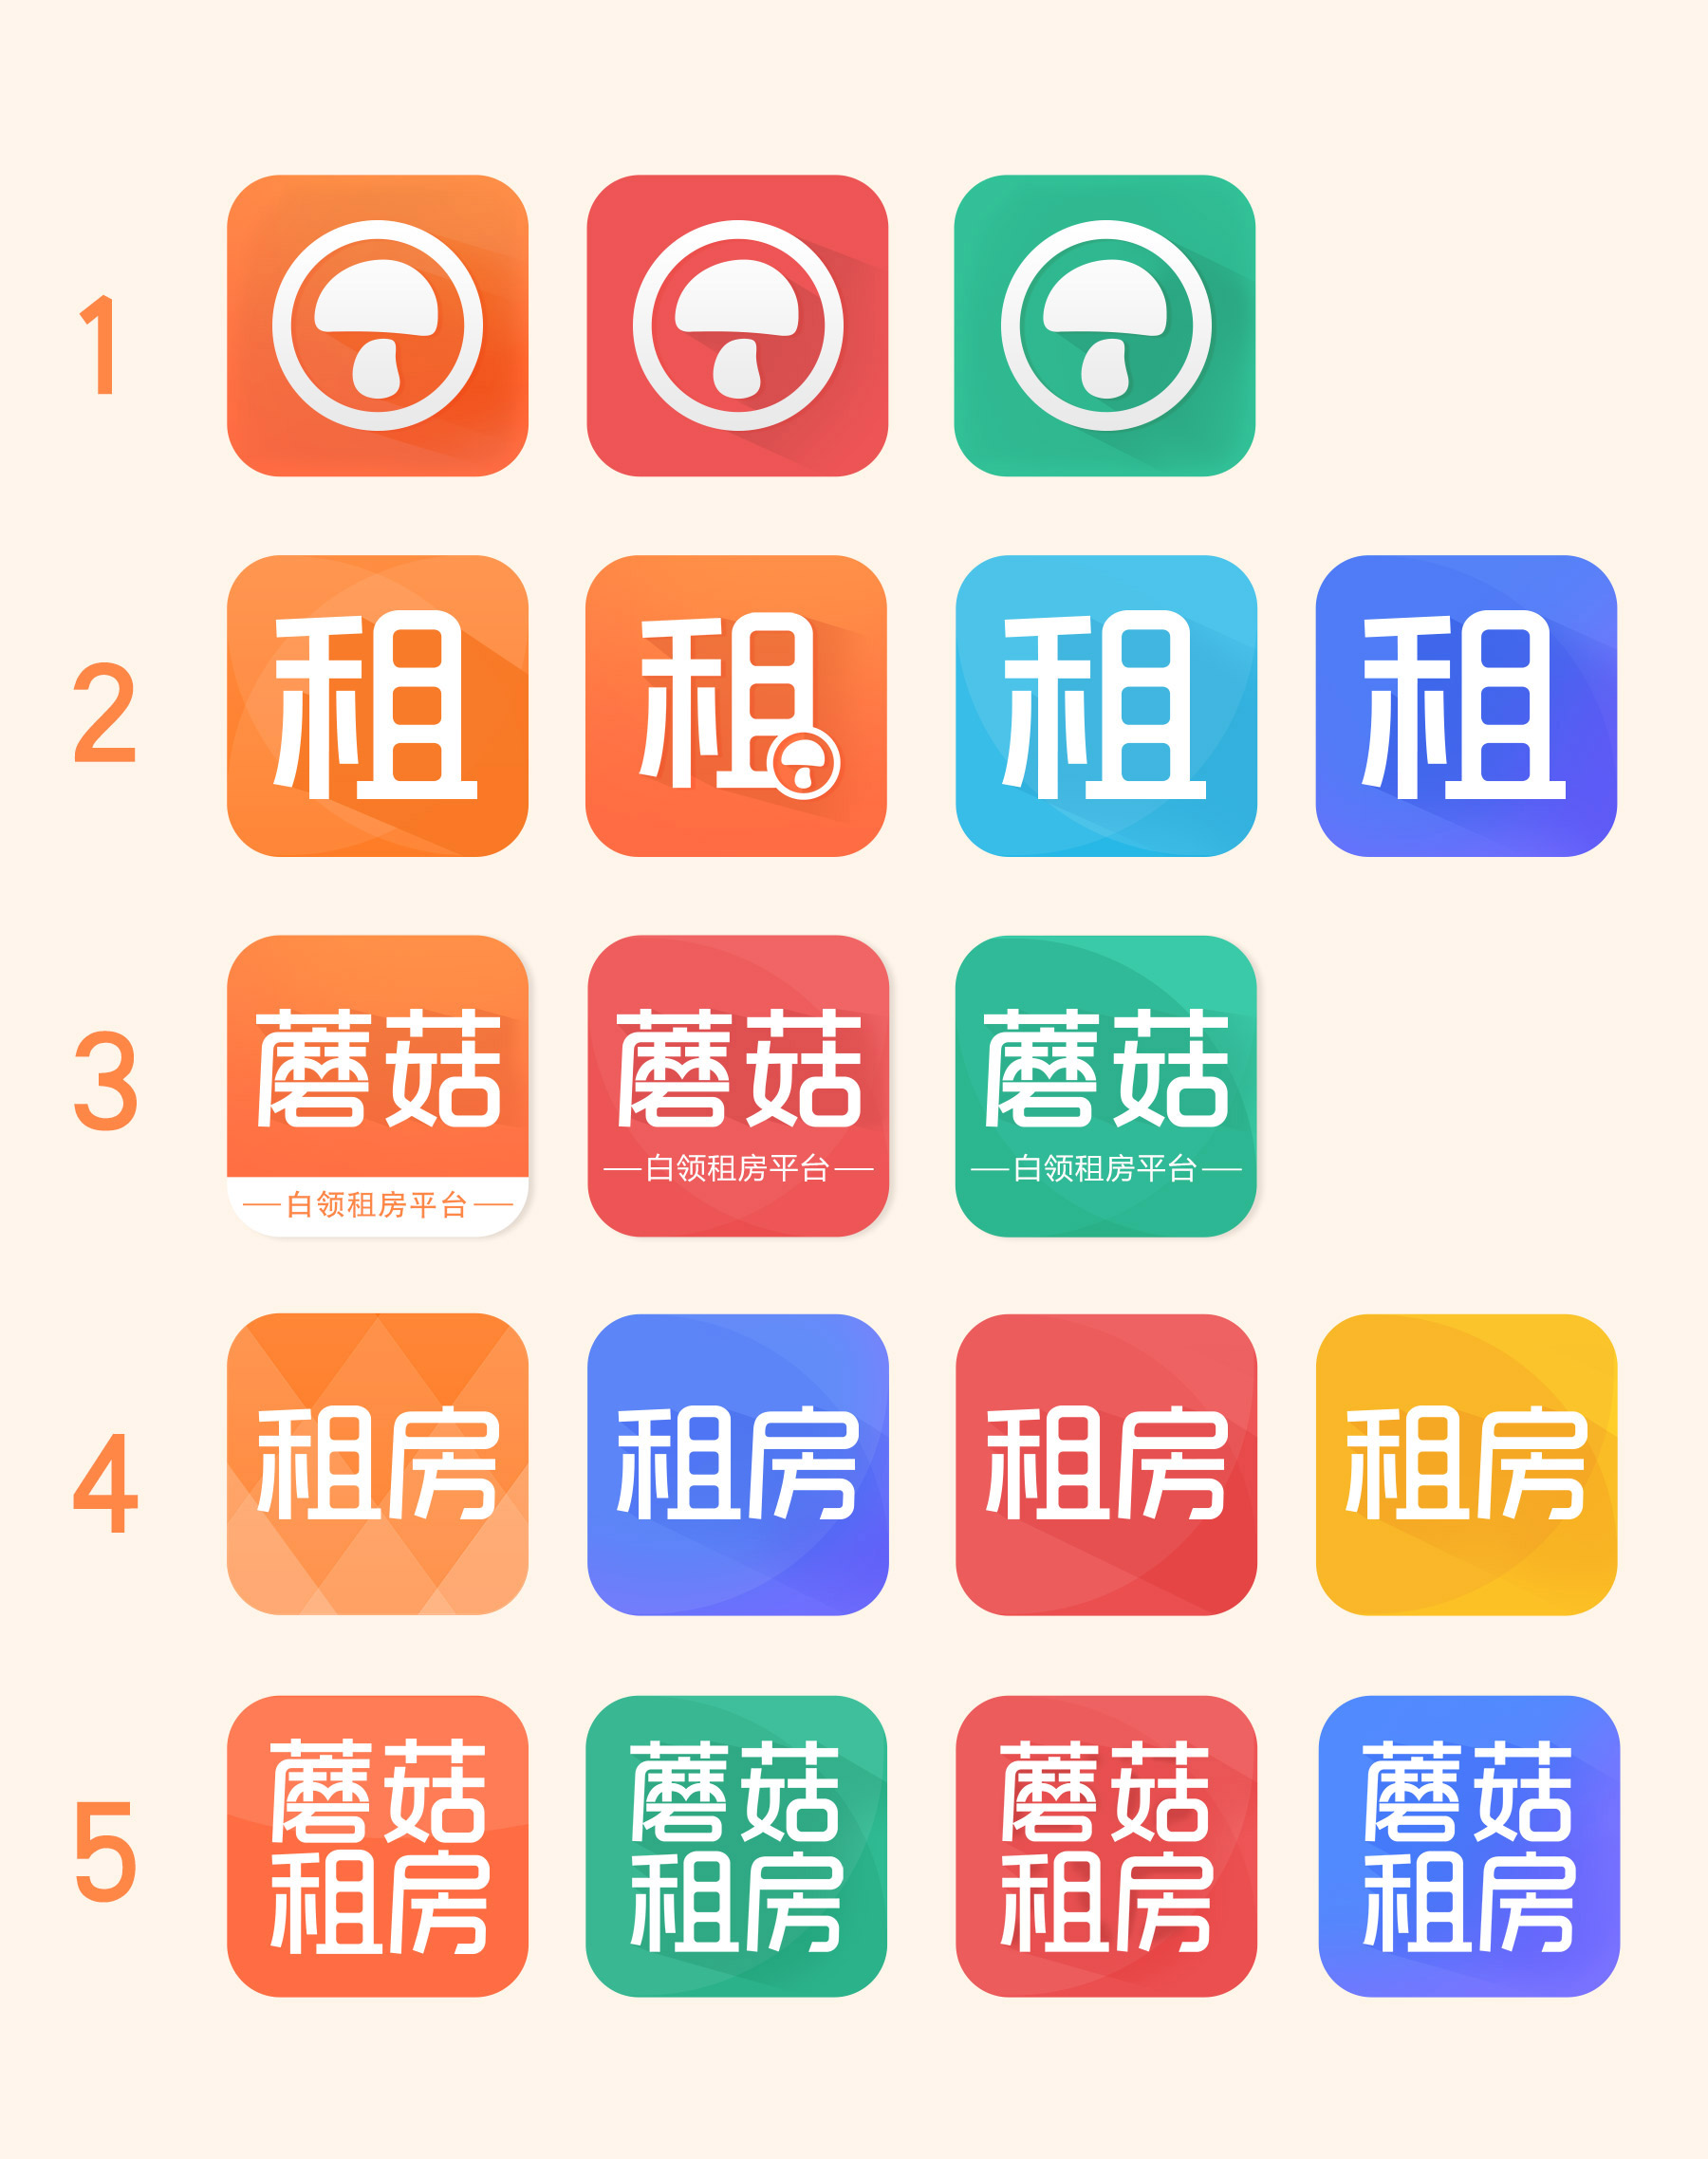 1
2
租 租 租 租
3
蘑菇 蘑菇 蘑菇
白领租房平台 白领租房平台 白领租房平台
4
租房 租房 租房 租房
5
蘑菇 蘑菇 蘑菇 蘑菇
租房 租房 租房 租房